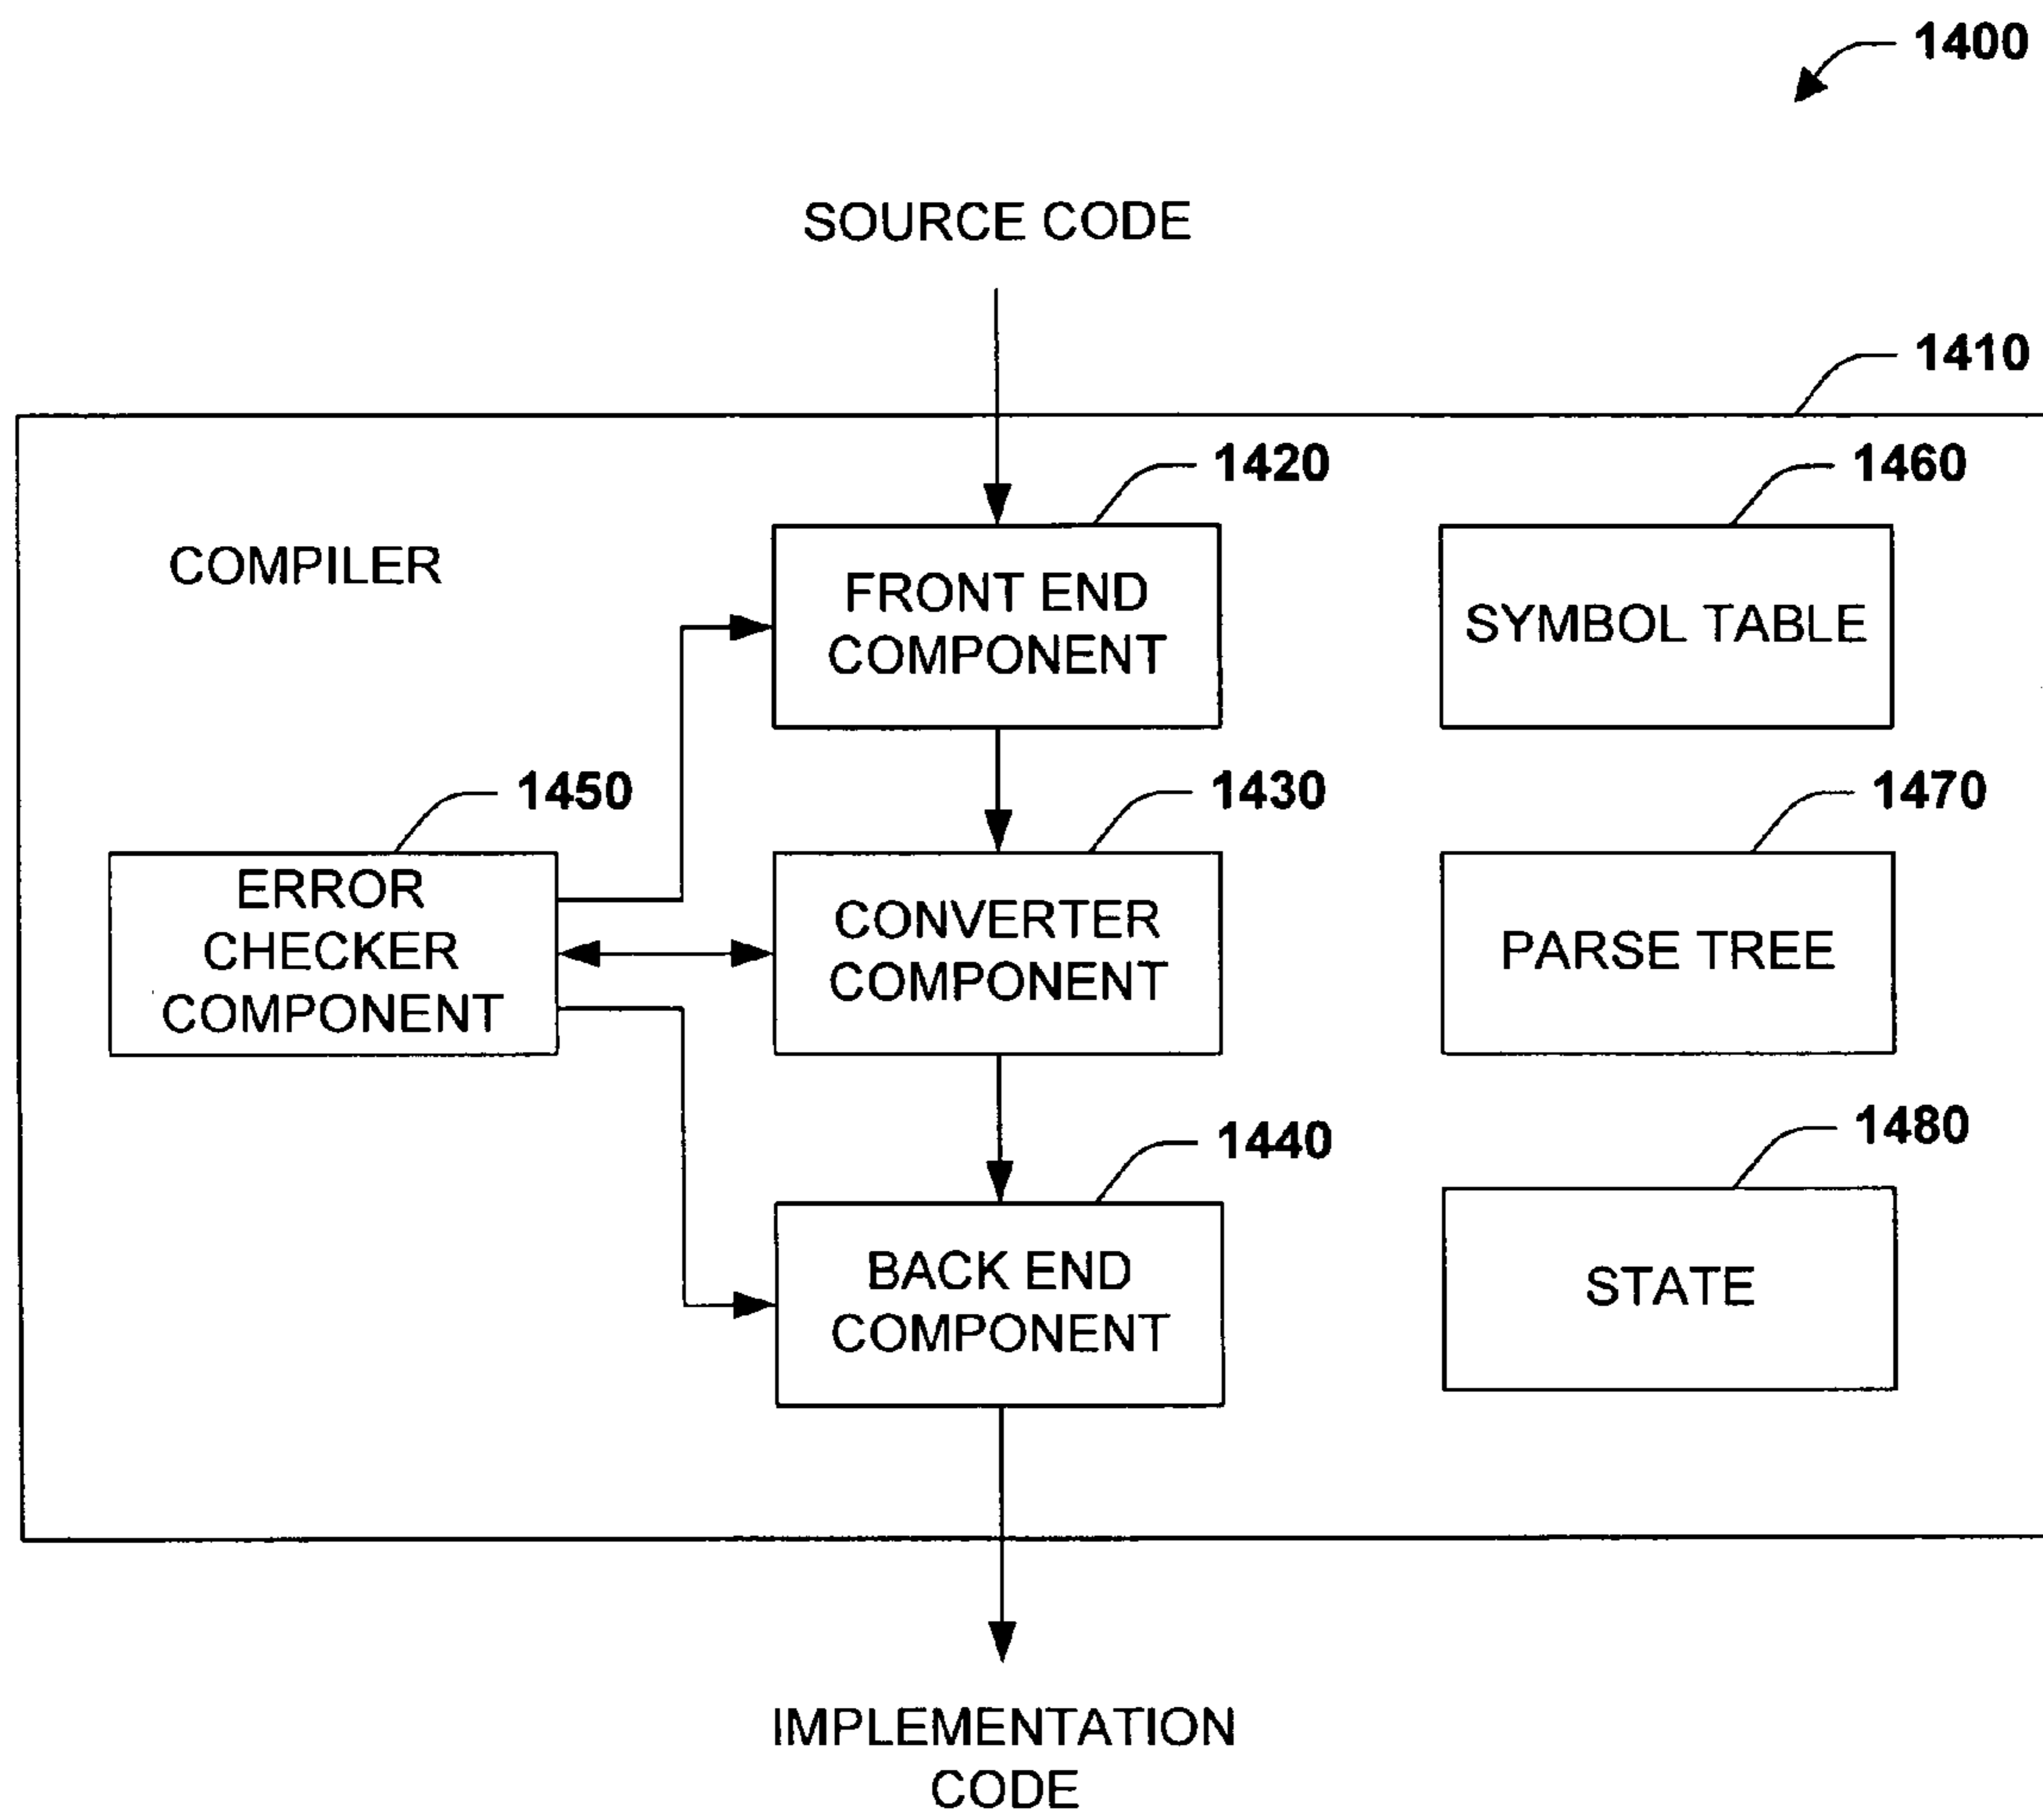 1400
SOURCE CODE
1410
1420
1460
COMPILER
FRONT END
COMPONENT
SYMBOL TABLE
1450
1430
1470
ERROR
CHECKER
COMPONENT
CONVERTER
COMPONENT
PARSE TREE
1440
1480
BACK END
COMPONENT
STATE
IMPLEMENTATION
CODE